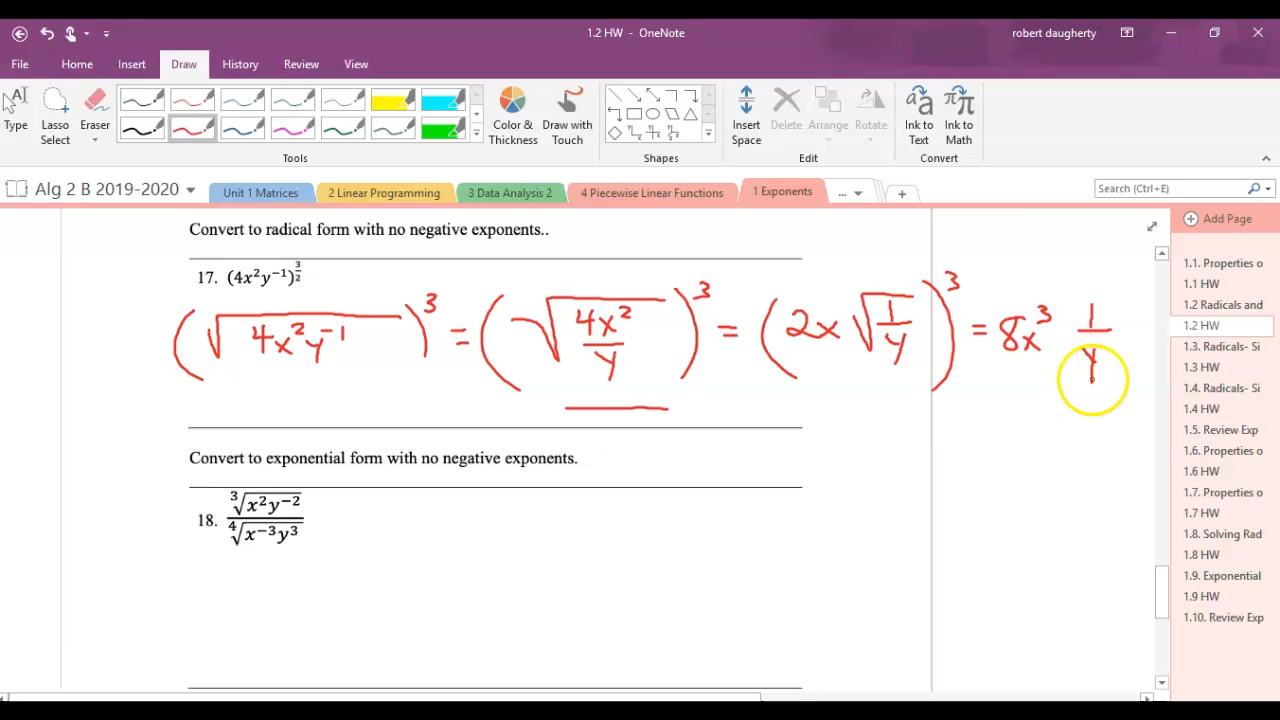 1.2 HW - OneNote
robert daugherty
File Home Insert Draw History Review View
Type
Lasso Select
Eraser
Color & Thickness
Draw with Touch
Insert Space
Delete
Arrange
Rotate
Ink to Text
Ink to Math
Tools Shapes Edit Convert
Alg 2 B 2019-2020
Unit 1 Matrices
2 Linear Programming
3 Data Analysis 2
4 Piecewise Linear Functions
1 Exponents
...
+
Search (Ctrl+E)
Add Page
1.1. Properties o
1.1 HW
1.2 Radicals and
1.2 HW
1.3. Radicals- Si
1.3 HW
1.4. Radicals- Si
1.4 HW
1.5. Review Exp
1.6. Properties o
1.6 HW
1.7. Properties o
1.7 HW
1.8. Solving Rad
1.8 HW
1.9. Exponential
1.9 HW
1.10. Review Exp
Convert to radical form with no negative exponents..
17. (4x²y⁻¹)^(3/2)
(√(4x²y⁻¹))³ = (√(4x²/y))³ = (2x√(1/y))³ = 8x³ 1/y
Convert to exponential form with no negative exponents.
18. ∛(x²y⁻²) / ∜(x⁻³y³)